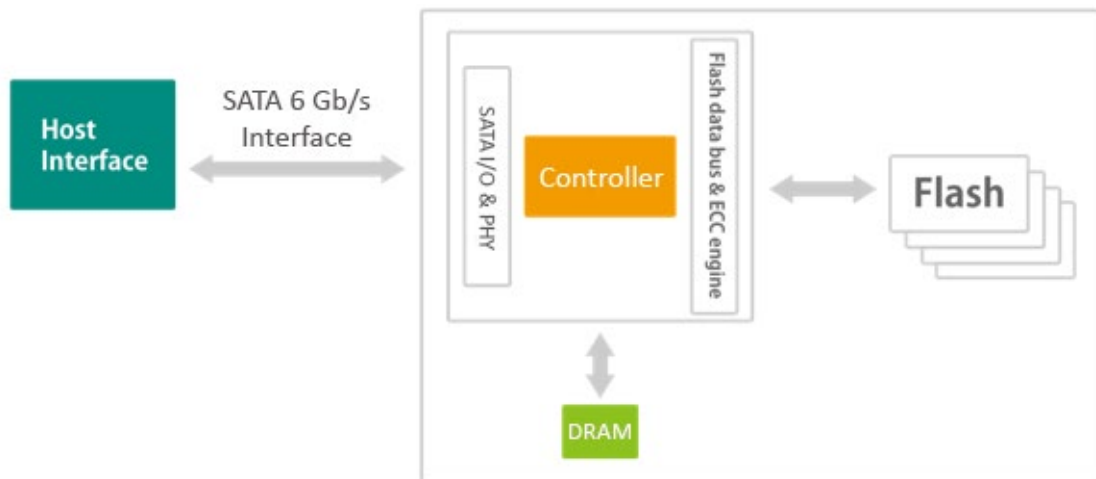 Host
Interface
SATA 6 Gb/s
Interface
SATA I/O & PHY
Controller
Flash data bus & ECC engine
Flash
DRAM